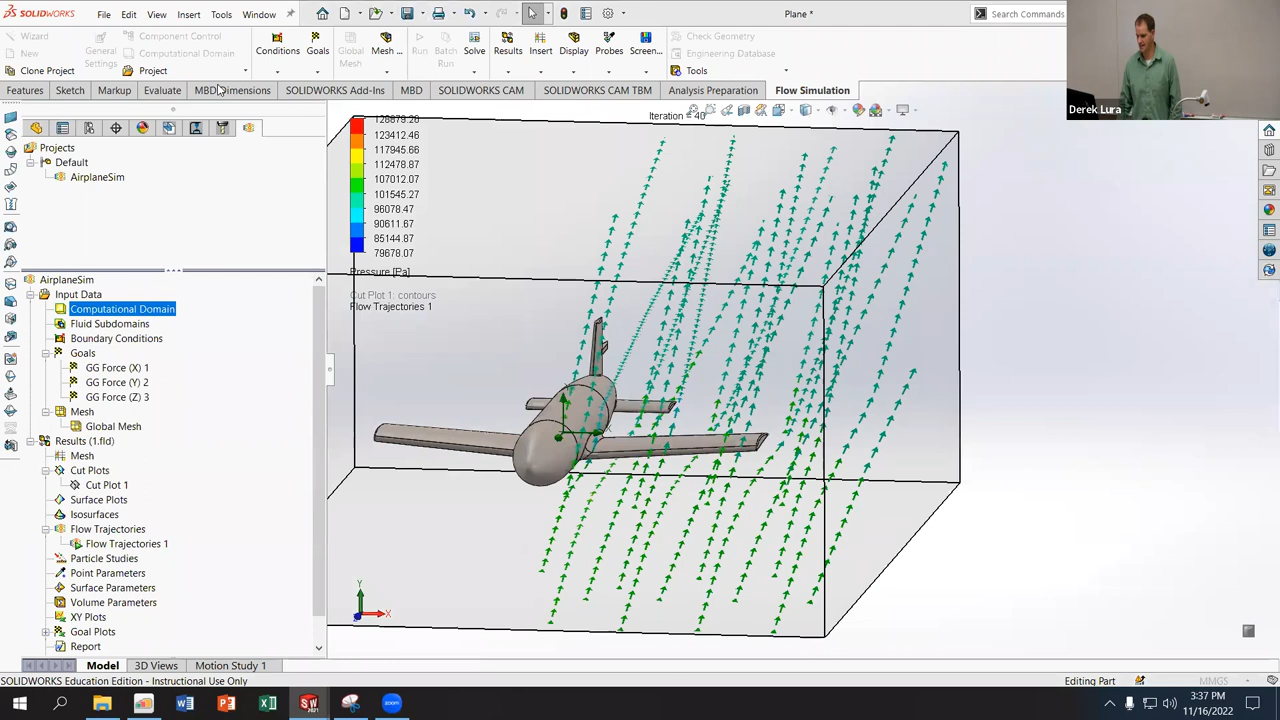 SOLIDWORKS File Edit View Insert Tools Window Plane * Search Commands
Wizard
New
Clone Project
General Settings
Component Control
Computational Domain
Project
Conditions
Goals
Global Mesh
Mesh ...
Run
Batch Run
Solve
Results
Insert
Display
Probes
Screen...
Check Geometry
Engineering Database
Tools
Features Sketch Markup Evaluate MBD Dimensions SOLIDWORKS Add-Ins MBD SOLIDWORKS CAM SOLIDWORKS CAM TBM Analysis Preparation Flow Simulation
Derek Lura
Projects
Default
AirplaneSim
AirplaneSim
Input Data
Computational Domain
Fluid Subdomains
Boundary Conditions
Goals
GG Force (X) 1
GG Force (Y) 2
GG Force (Z) 3
Mesh
Global Mesh
Results (1.fld)
Mesh
Cut Plots
Cut Plot 1
Surface Plots
Isosurfaces
Flow Trajectories
Flow Trajectories 1
Particle Studies
Point Parameters
Surface Parameters
Volume Parameters
XY Plots
Goal Plots
Report
Iteration = 40
123412.46
117945.66
112478.87
107012.07
101545.27
96078.47
90611.67
85144.87
79678.07
Pressure [Pa]
Cut Plot 1: contours
Flow Trajectories 1
Y
X
Model 3D Views Motion Study 1
SOLIDWORKS Education Edition - Instructional Use Only Editing Part MMGS
3:37 PM
11/16/2022